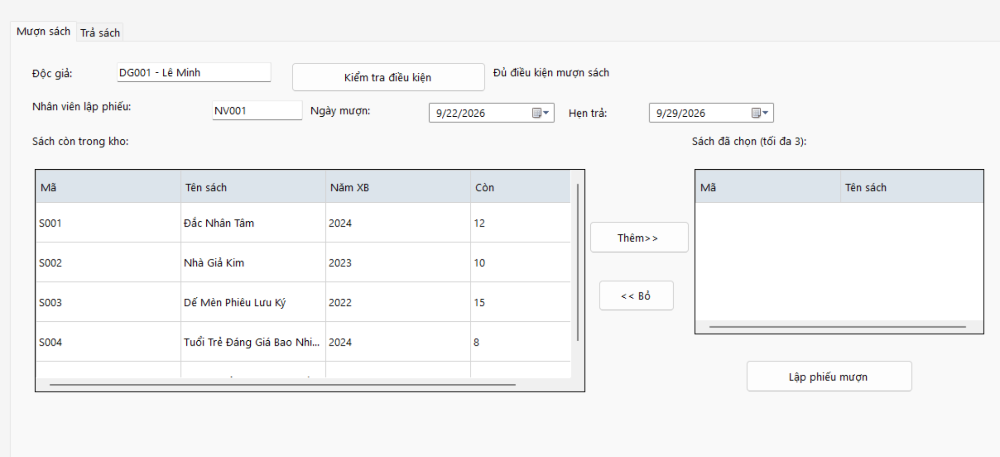 Mượn sách Trả sách
Độc giả: DG001 - Lê Minh Kiểm tra điều kiện Đủ điều kiện mượn sách
Nhân viên lập phiếu: NV001 Ngày mượn: 9/22/2026 Hẹn trả: 9/29/2026
Sách còn trong kho: Sách đã chọn (tối đa 3):
Mã Tên sách Năm XB Còn Mã Tên sách
S001 Đắc Nhân Tâm 2024 12
Thêm>>
S002 Nhà Giả Kim 2023 10
<< Bỏ
S003 Dế Mèn Phiêu Lưu Ký 2022 15
S004 Tuổi Trẻ Đáng Giá Bao Nhi... 2024 8
Lập phiếu mượn